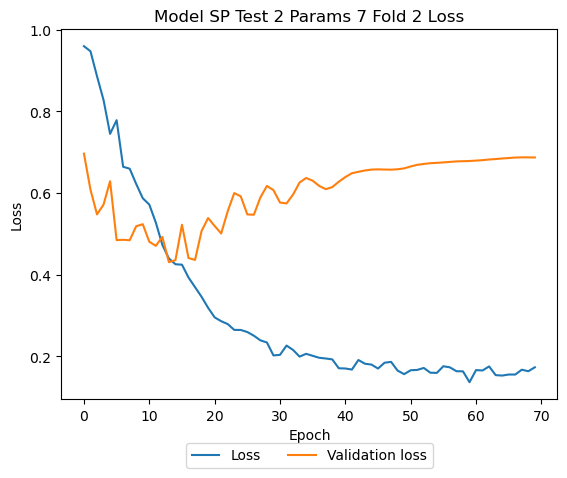 Model SP Test 2 Params 7 Fold 2 Loss
1.0
0.8
0.6
0.4
0.2
Loss
0 10 20 30 40 50 60 70
Epoch
Loss Validation loss